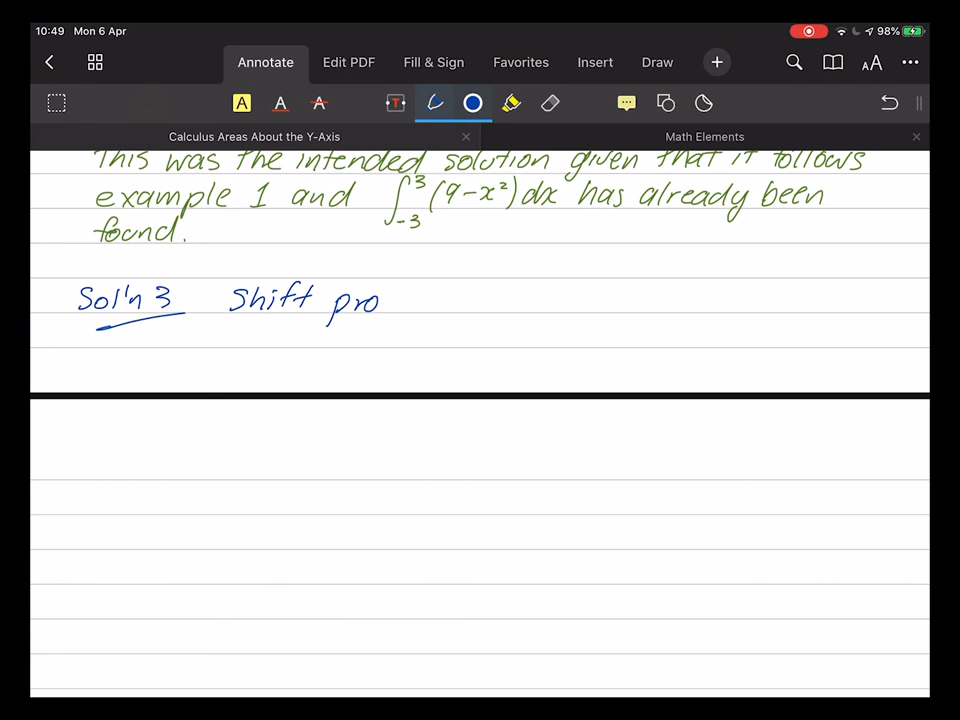 10:49 Mon 6 Apr 98%
Annotate Edit PDF Fill & Sign Favorites Insert Draw
A A T T
Calculus Areas About the Y-Axis Math Elements
This was the intended solution given that it follows
example 1 and ∫₋₃³ (9-x²)dx has already been
found.
Sol'n 3 Shift pro